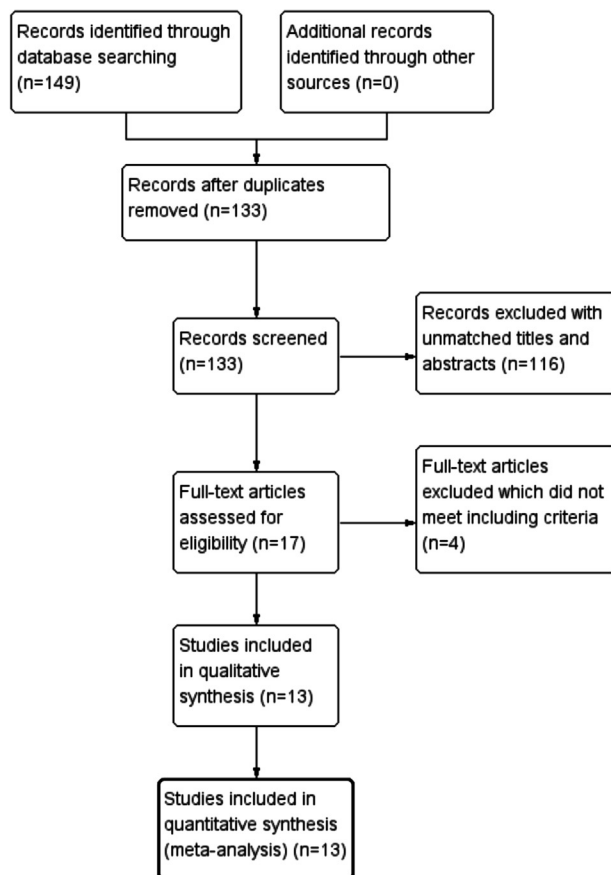 Records identified through
database searching
(n=149)
Additional records
identified through other
sources (n=0)
Records after duplicates
removed (n=133)
Records screened
(n=133)
Records excluded with
unmatched titles and
abstracts (n=116)
Full-text articles
assessed for
eligibility (n=17)
Full-text articles
excluded which did not
meet including criteria
(n=4)
Studies included
in qualitative
synthesis (n=13)
Studies included in
quantitative synthesis
(meta-analysis) (n=13)